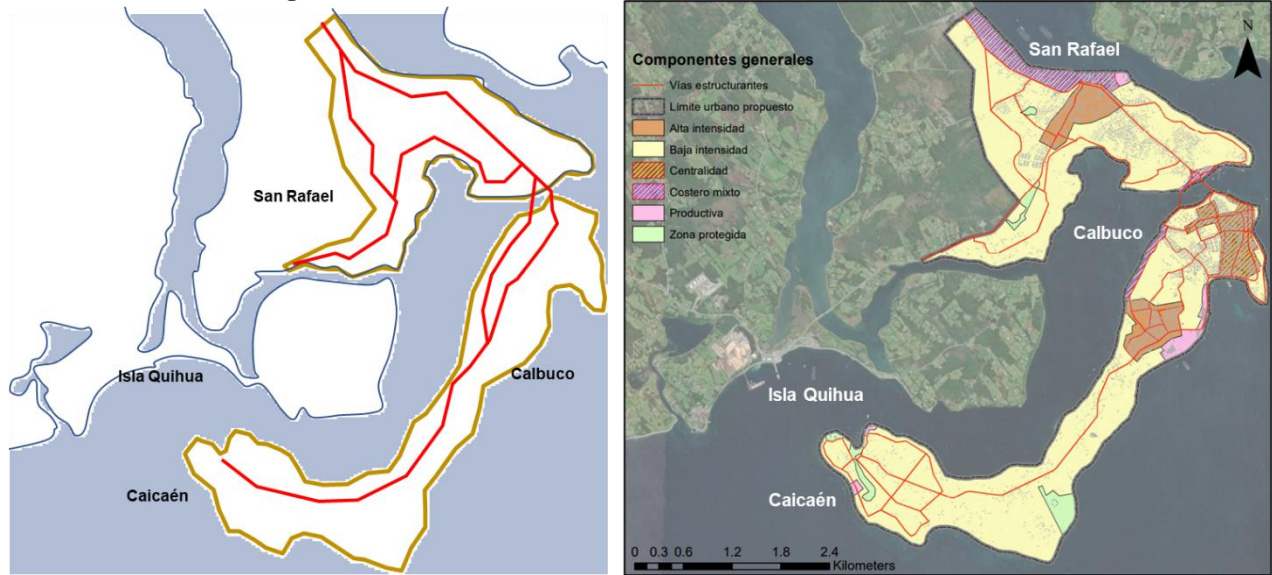 San Rafael
Isla Quihua
Calbuco
Caicaén
N
San Rafael
Componentes generales
Vías estructurantes
Límite urbano propuesto
Alta intensidad
Baja intensidad
Centralidad
Costero mixto
Productiva
Zona protegida
Calbuco
Isla Quihua
Caicaén
0 0.3 0.6 1.2 1.8 2.4
Kilometers